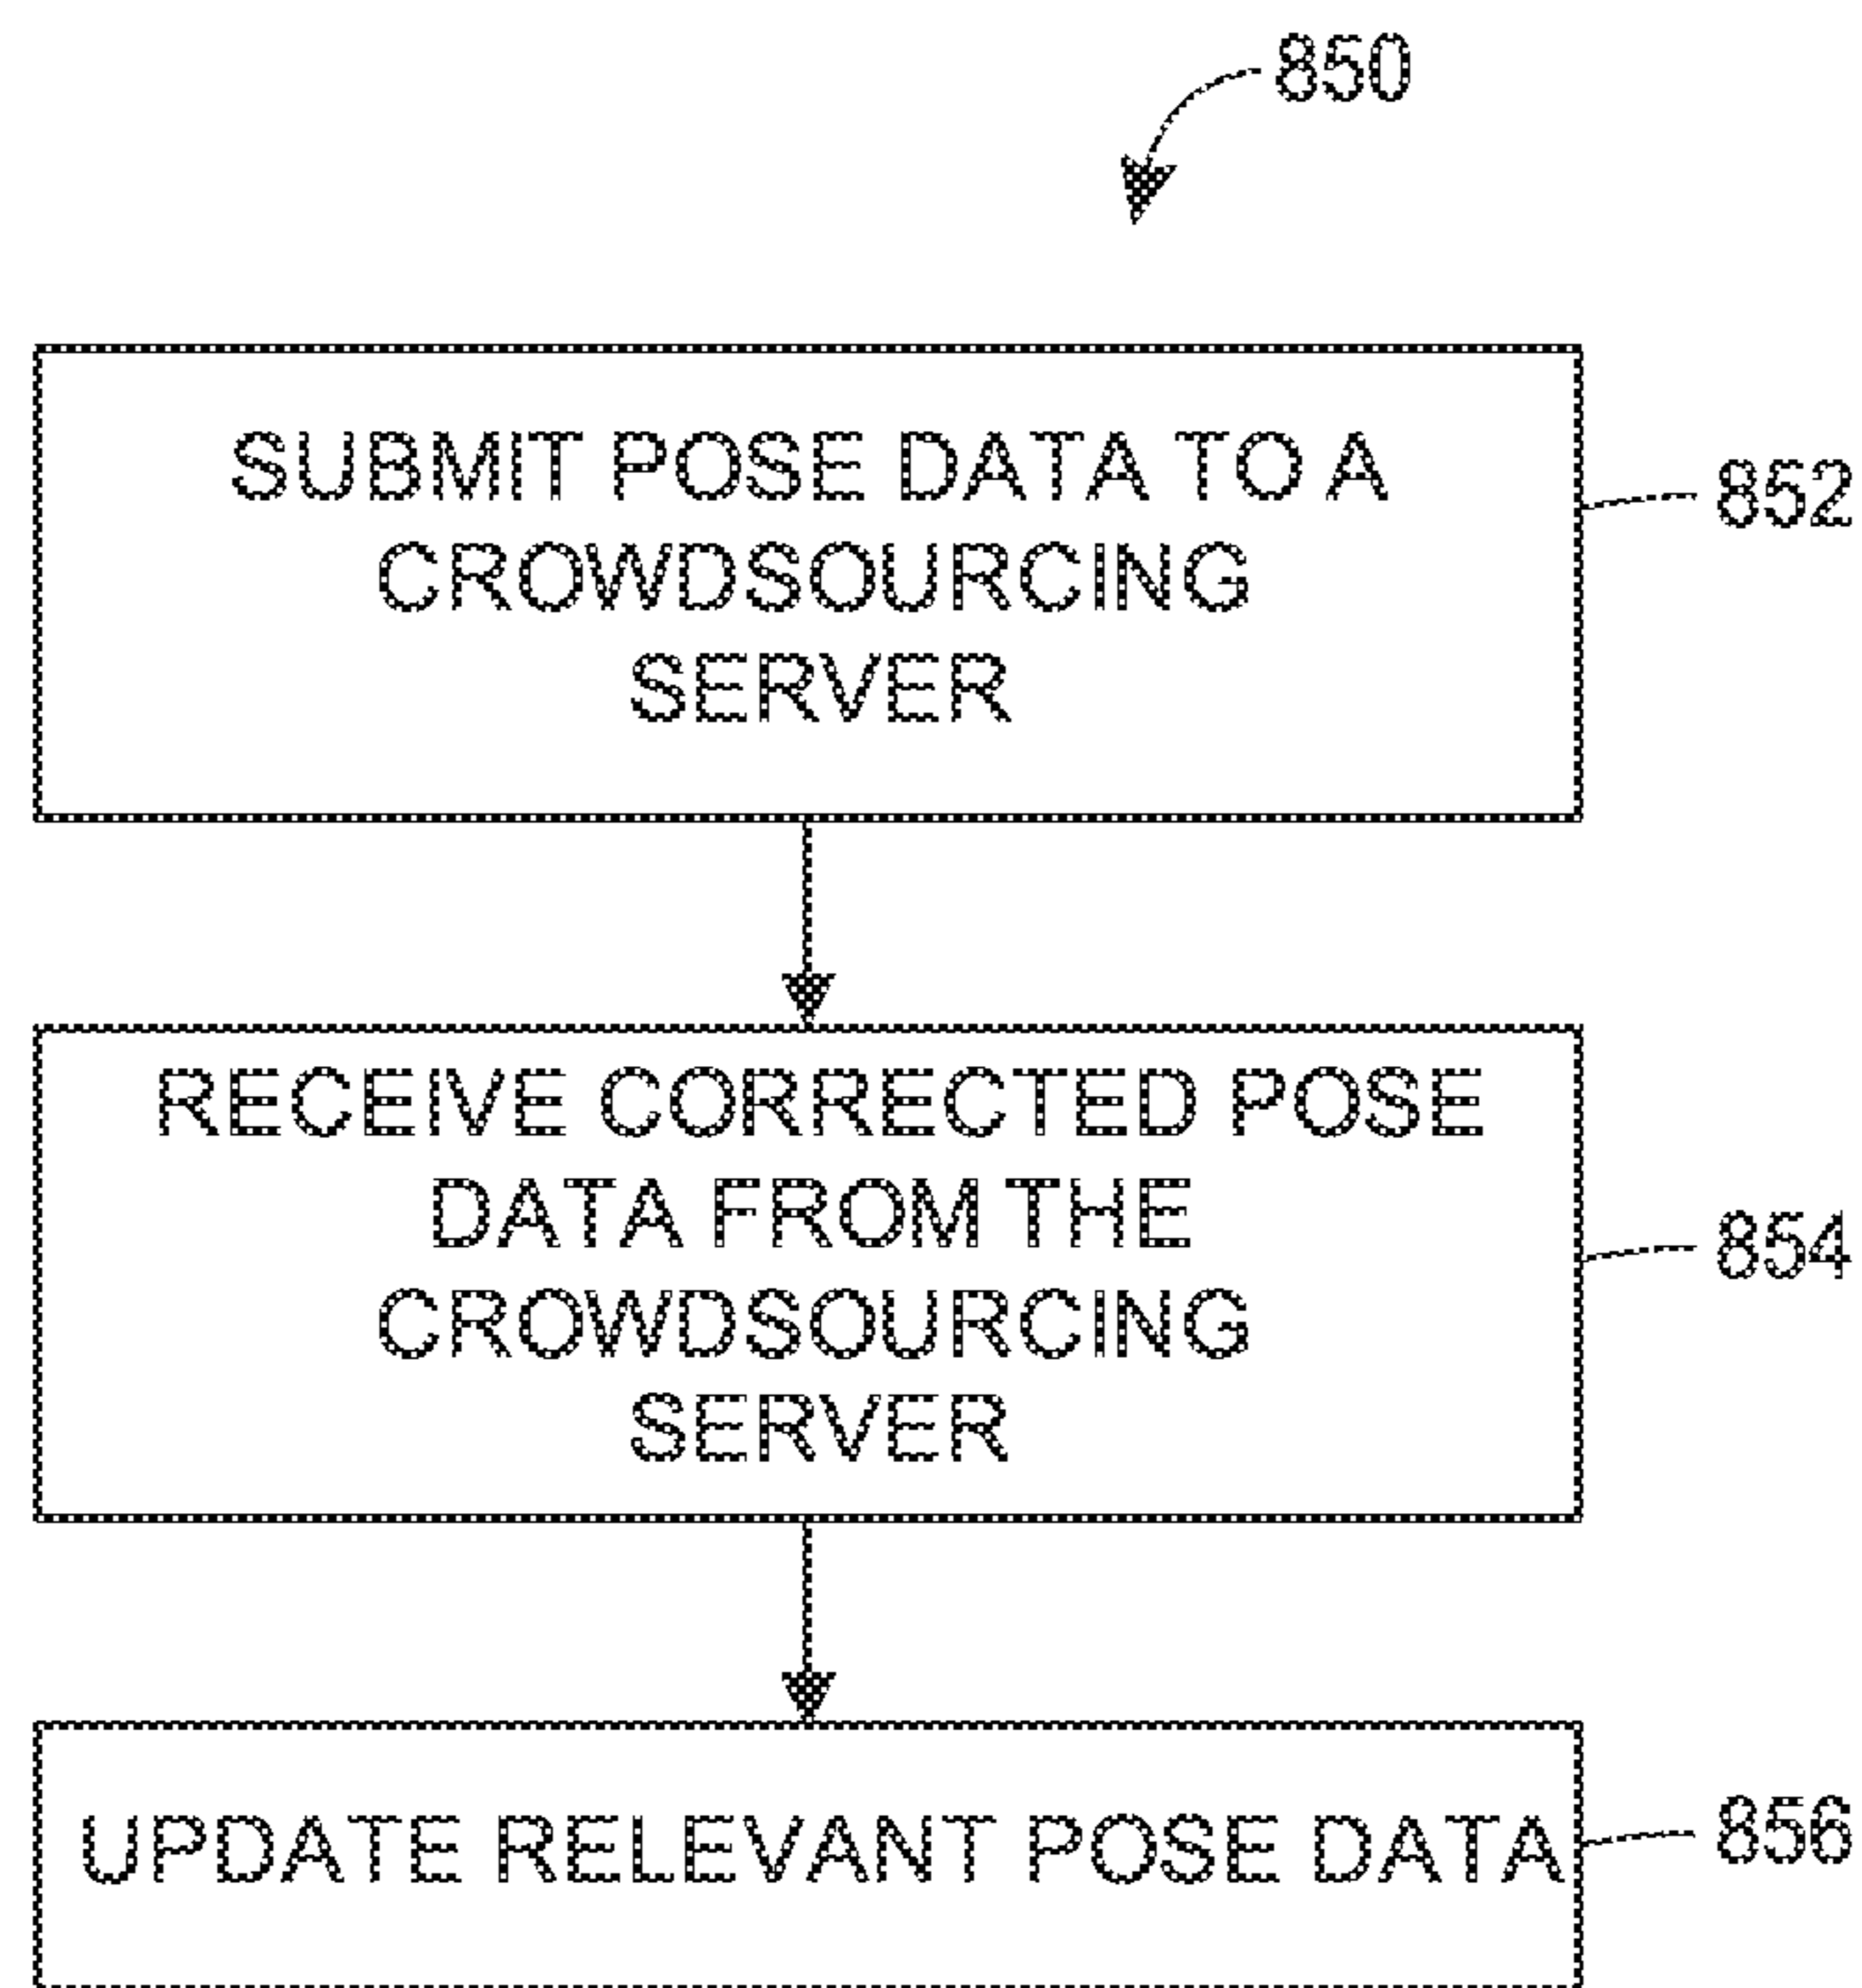 850
SUBMIT POSE DATA TO A
CROWDSOURCING
SERVER
852
RECEIVE CORRECTED POSE
DATA FROM THE
CROWDSOURCING
SERVER
854
UPDATE RELEVANT POSE DATA
856